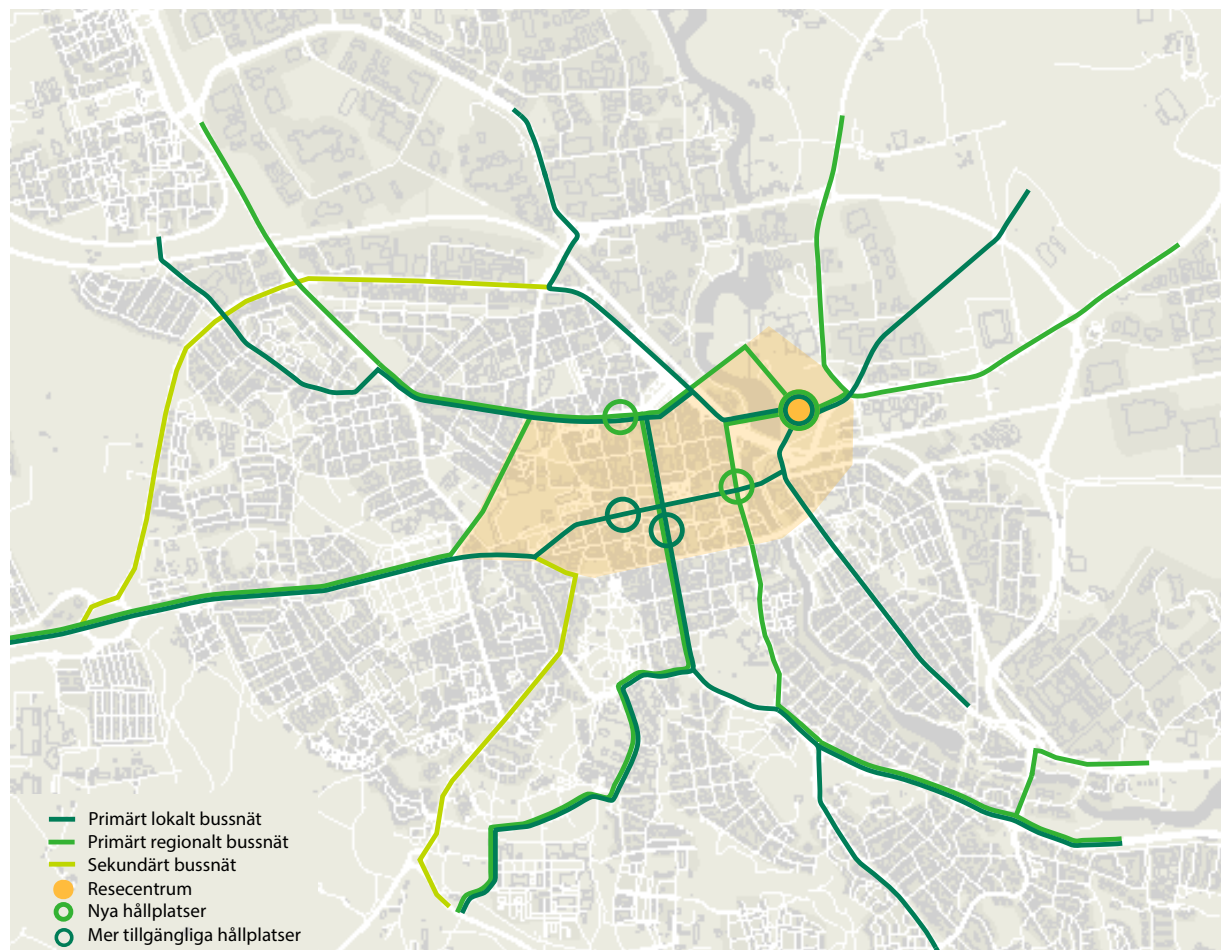 Primärt lokalt bussnät
Primärt regionalt bussnät
Sekundärt bussnät
Resecentrum
Nya hållplatser
Mer tillgängliga hållplatser